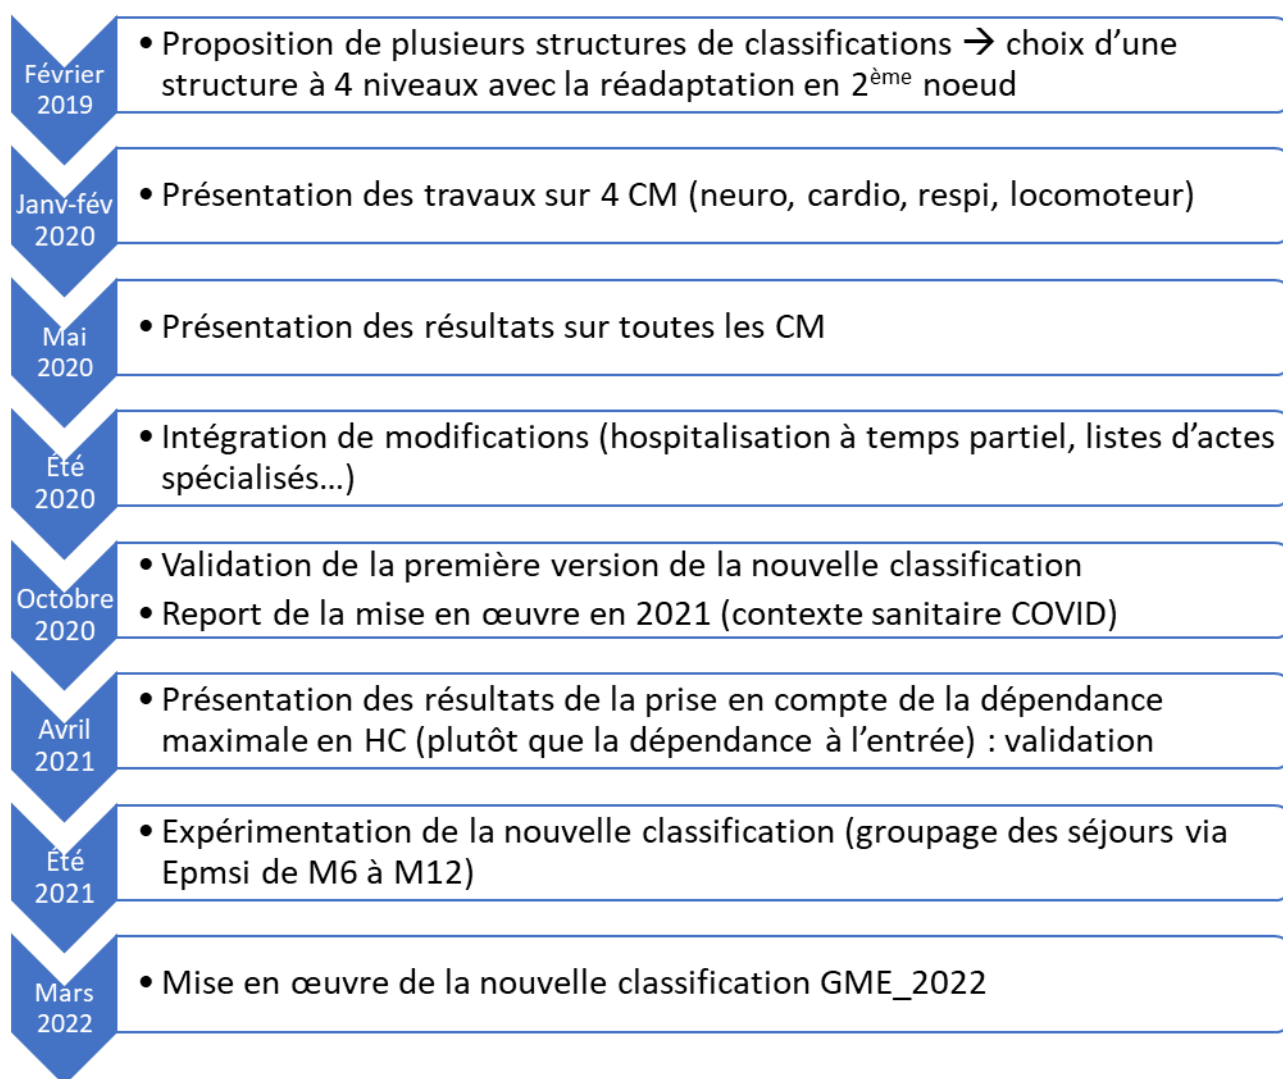 Février
2019
• Proposition de plusieurs structures de classifications → choix d’une
structure à 4 niveaux avec la réadaptation en 2ème noeud
Janv-fév
2020
• Présentation des travaux sur 4 CM (neuro, cardio, respi, locomoteur)
Mai
2020
• Présentation des résultats sur toutes les CM
Été
2020
• Intégration de modifications (hospitalisation à temps partiel, listes d’actes
spécialisés…)
Octobre
2020
• Validation de la première version de la nouvelle classification
• Report de la mise en œuvre en 2021 (contexte sanitaire COVID)
Avril
2021
• Présentation des résultats de la prise en compte de la dépendance
maximale en HC (plutôt que la dépendance à l’entrée) : validation
Été
2021
• Expérimentation de la nouvelle classification (groupage des séjours via
Epmsi de M6 à M12)
Mars
2022
• Mise en œuvre de la nouvelle classification GME_2022